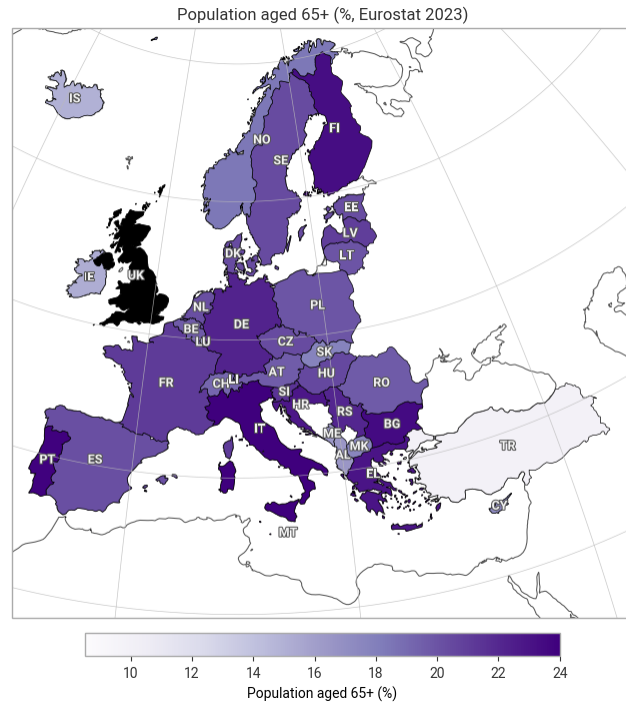 Population aged 65+ (%, Eurostat 2023)
IS
FI
NO
SE
EE
LV
LT
DK
IE
UK
NL
PL
DE
BE
LU
CZ
SK
FR
CH
LI
AT
HU
RO
SI
HR
RS
BG
IT
ME
MK
TR
AL
PT
ES
EL
CY
MT
10 12 14 16 18 20 22 24
Population aged 65+ (%)